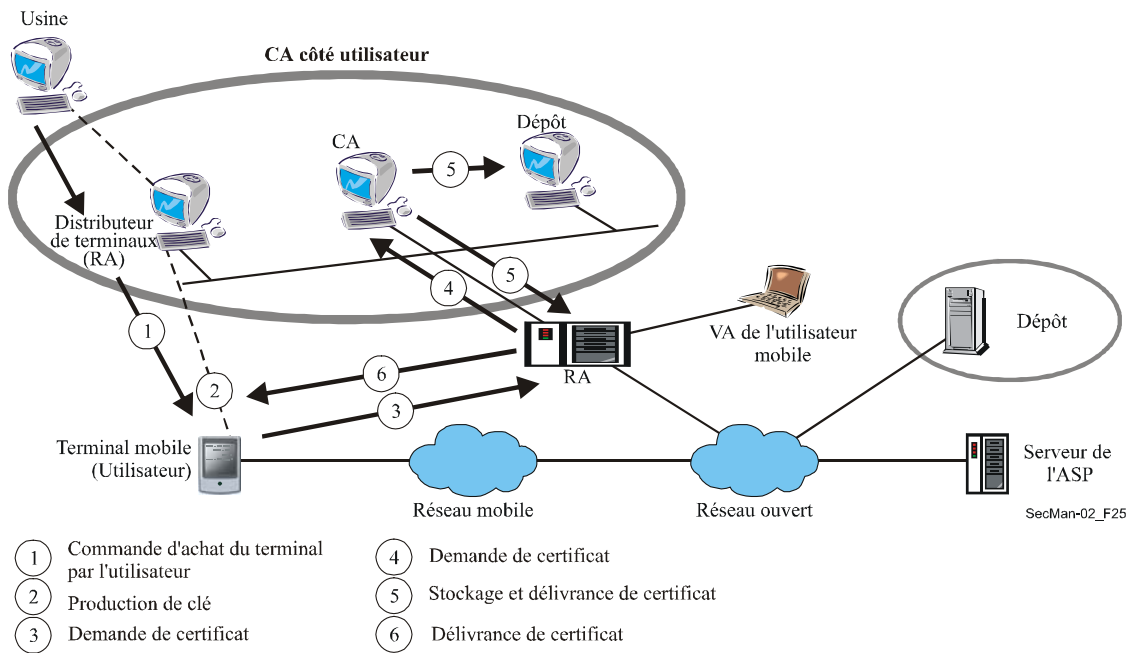 Usine
CA côté utilisateur
CA
Dépôt
5
Distributeur
de terminaux
(RA)
5
4
1
VA de l'utilisateur
mobile
Dépôt
RA
6
2
3
Terminal mobile
(Utilisateur)
Réseau mobile
Réseau ouvert
Serveur de
l'ASP
SecMan-02_F25
1 Commande d'achat du terminal
par l'utilisateur
2 Production de clé
3 Demande de certificat
4 Demande de certificat
5 Stockage et délivrance de certificat
6 Délivrance de certificat